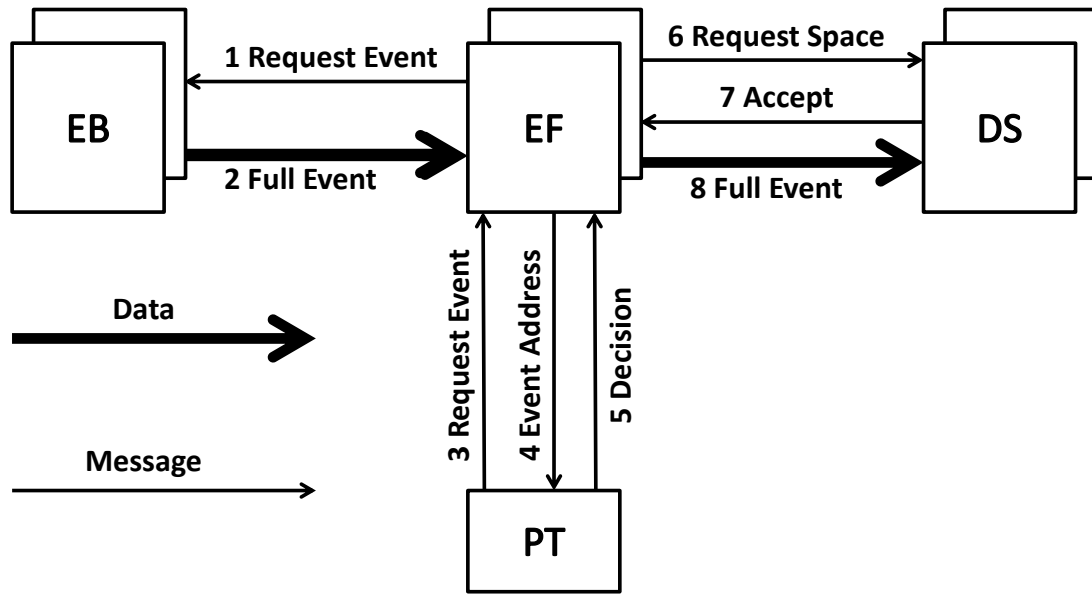 1 Request Event
6 Request Space
7 Accept
EB
EF
DS
2 Full Event
8 Full Event
3 Request Event
4 Event Address
5 Decision
Data
Message
PT